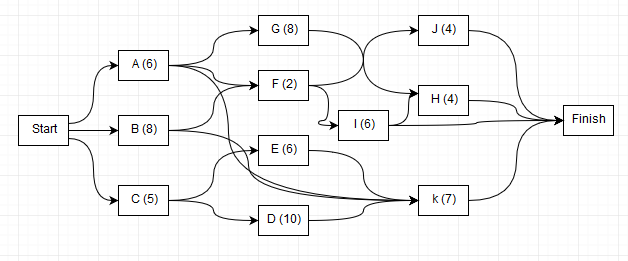 G (8)
J (4)
A (6)
F (2)
H (4)
Start
B (8)
I (6)
Finish
E (6)
C (5)
k (7)
D (10)